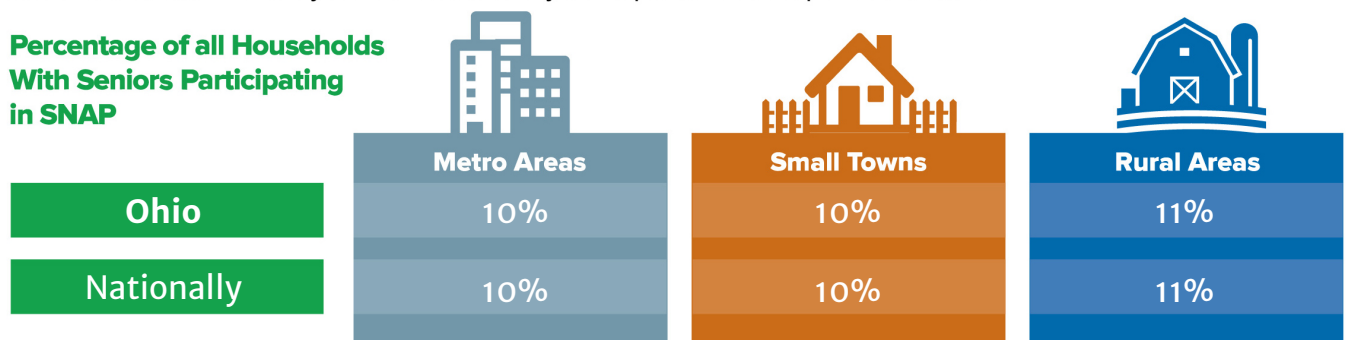 Percentage of all Households
With Seniors Participating
in SNAP
Metro Areas Small Towns Rural Areas
Ohio 10% 10% 11%
Nationally 10% 10% 11%